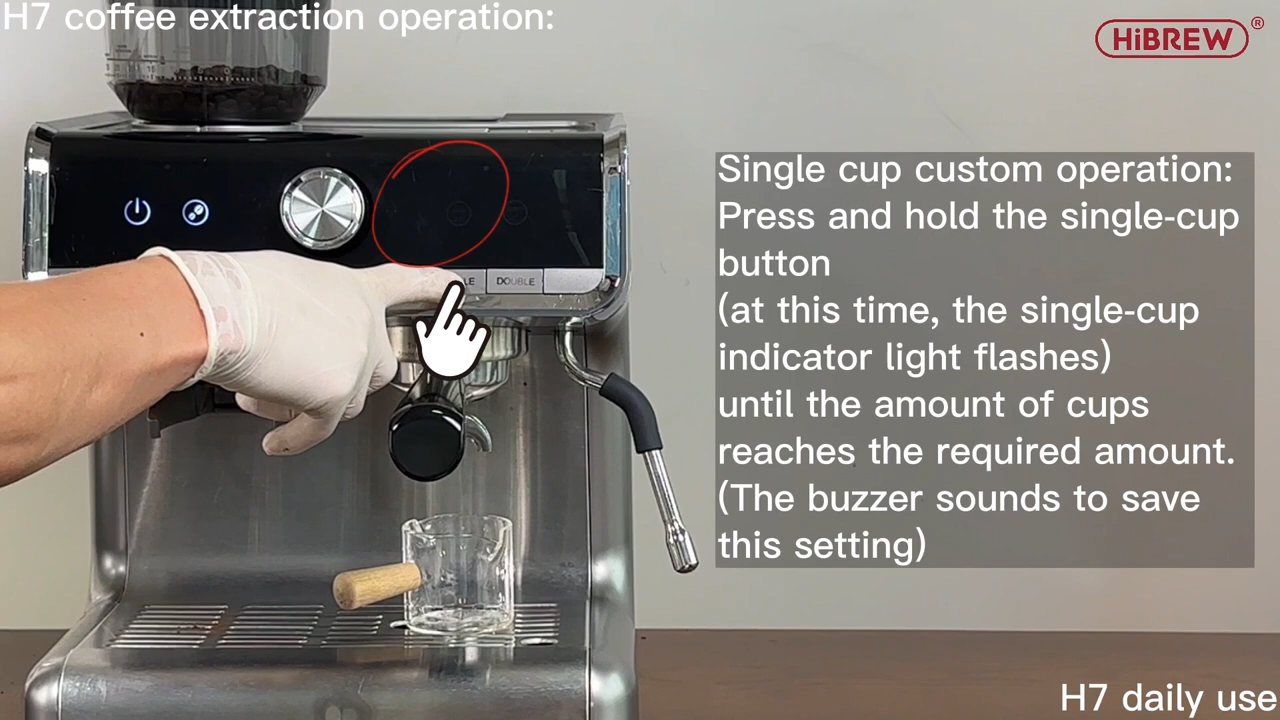 H7 coffee extraction operation:
HiBREW®
Single cup custom operation:
Press and hold the single-cup
button
(at this time, the single-cup
indicator light flashes)
until the amount of cups
reaches the required amount.
(The buzzer sounds to save
this setting)
DOUBLE
H7 daily use